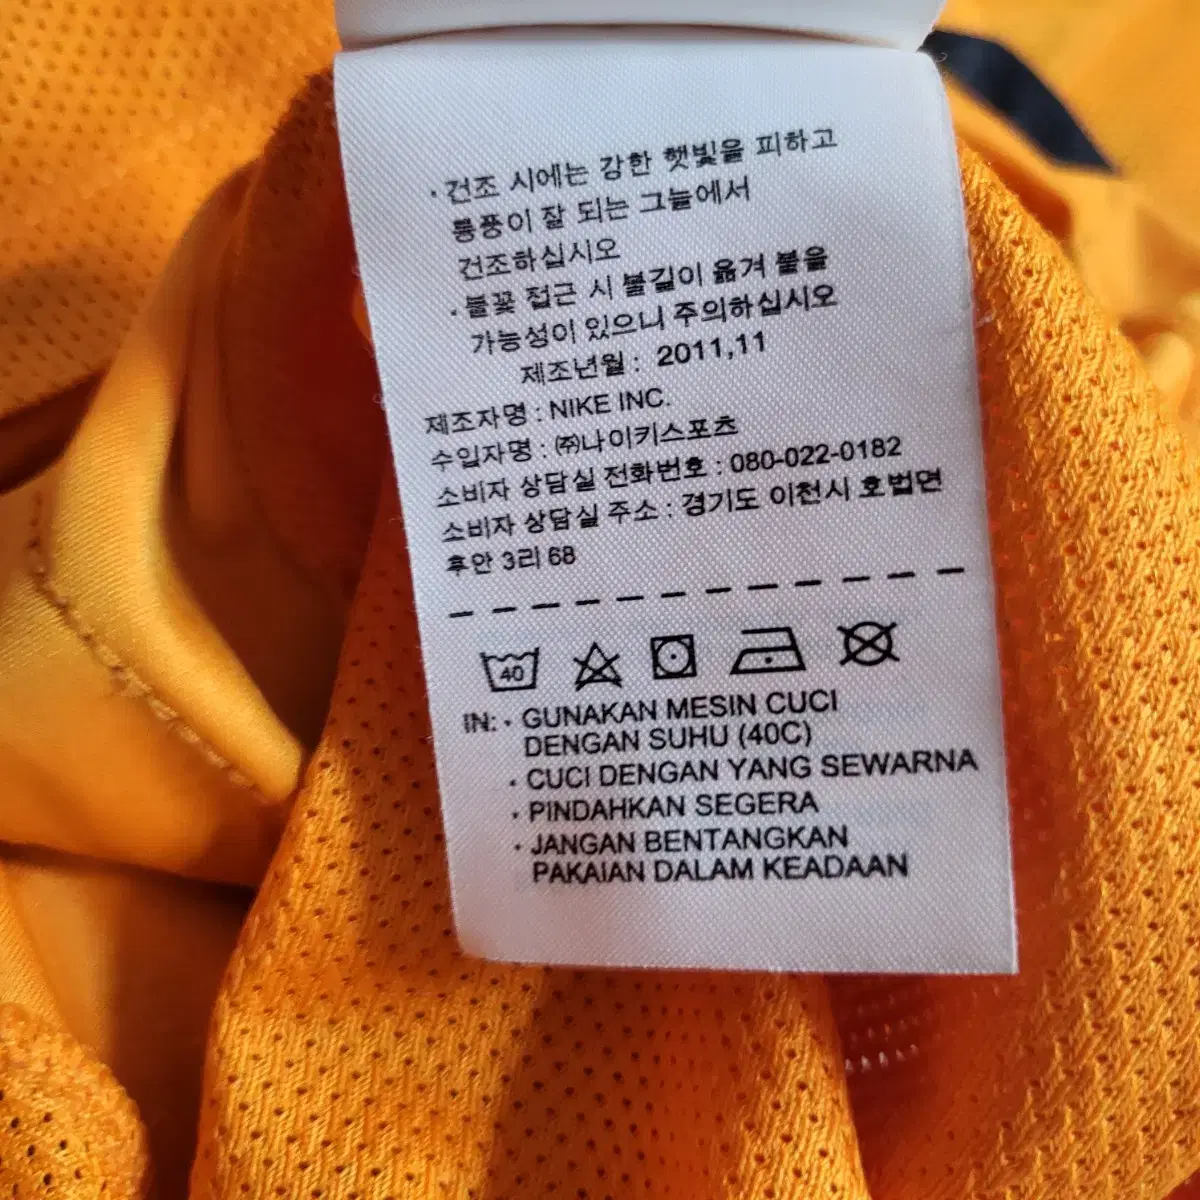 · 건조 시에는 강한 햇빛을 피하고
통풍이 잘 되는 그늘에서
건조하십시오
· 불꽃 접근 시 불길이 옮겨 붙을
가능성이 있으니 주의하십시오
제조년월 : 2011,11
제조자명 : NIKE INC.
수입자명 : ㈜나이키스포츠
소비자 상담실 전화번호 : 080-022-0182
소비자 상담실 주소 : 경기도 이천시 호법면
후안 3리 68
40
IN: · GUNAKAN MESIN CUCI
DENGAN SUHU (40C)
· CUCI DENGAN YANG SEWARNA
· PINDAHKAN SEGERA
· JANGAN BENTANGKAN
PAKAIAN DALAM KEADAAN